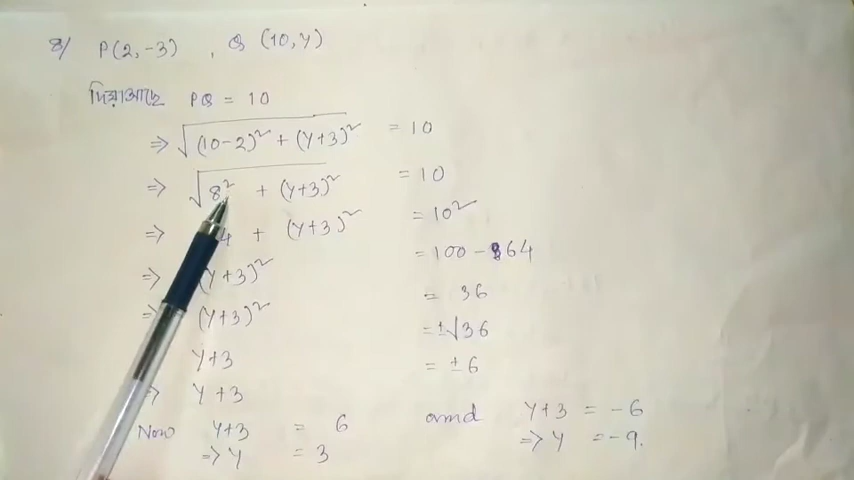 8/ P(2,-3) , Q (10,y)
দিয়াআছে PQ = 10
⇒ √(10-2)² + (y+3)² = 10
⇒ √8² + (y+3)² = 10
⇒ 4 + (y+3)² = 10²
⇒ (y+3)² = 100 - 64
⇒ (y+3)² = 36
y+3 = ±√36
⇒ y+3 = ±6
Now y+3 = 6 and y+3 = -6
⇒ y = 3 ⇒ y = -9.